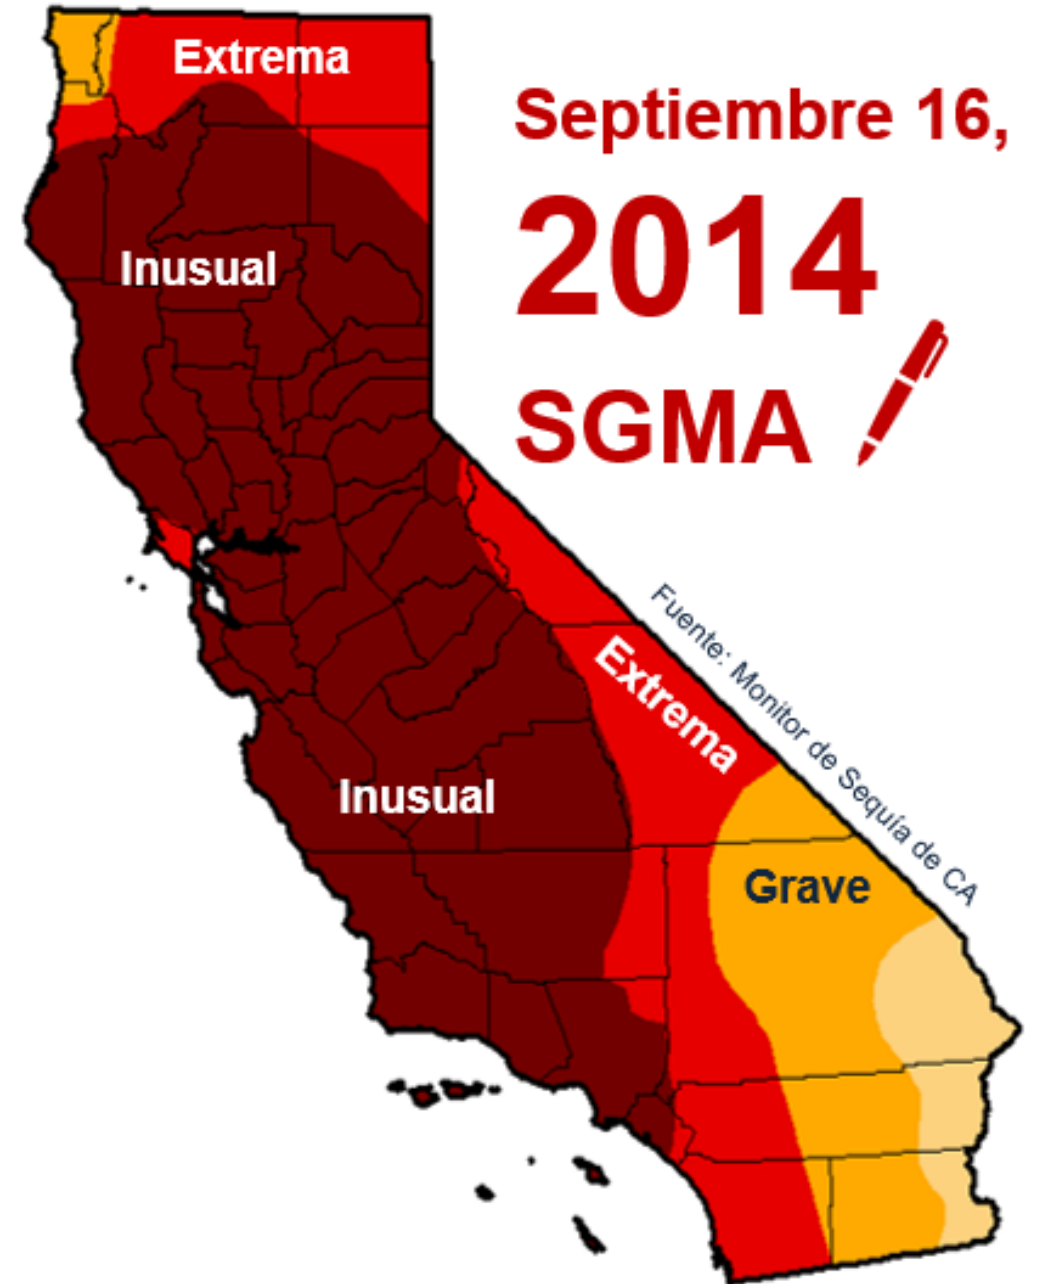 Extrema
Septiembre 16,
2014
SGMA
Inusual
Fuente: Monitor de Sequía de CA
Extrema
Inusual
Grave